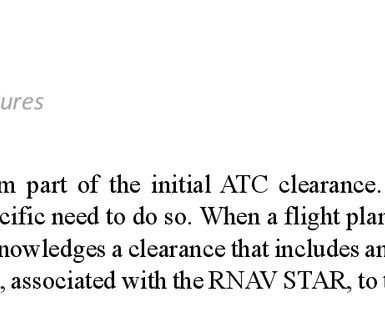 ures
m part of the initial ATC clearance.
cific need to do so. When a flight plan
nowledges a clearance that includes an
, associated with the RNAV STAR, to